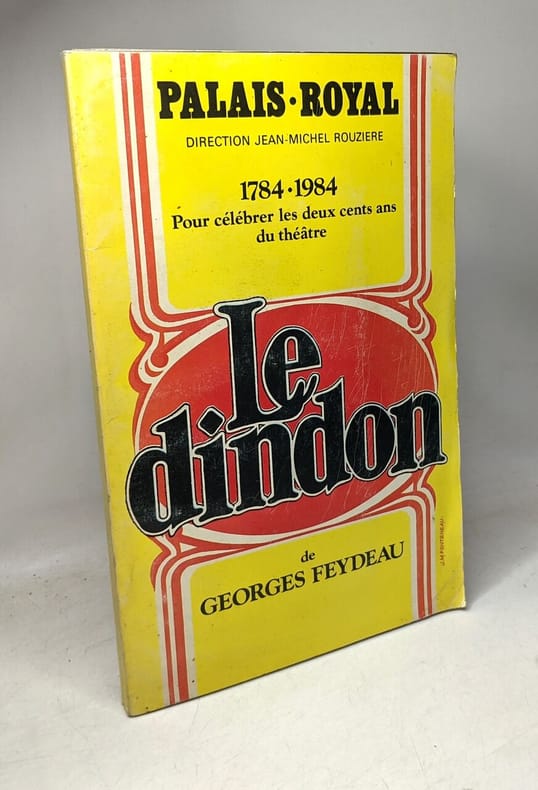 PALAIS·ROYAL
DIRECTION JEAN-MICHEL ROUZIERE
1784·1984
Pour célébrer les deux cents ans
du théâtre
Le
dindon
de
GEORGES FEYDEAU
J.M FONTENEAU.